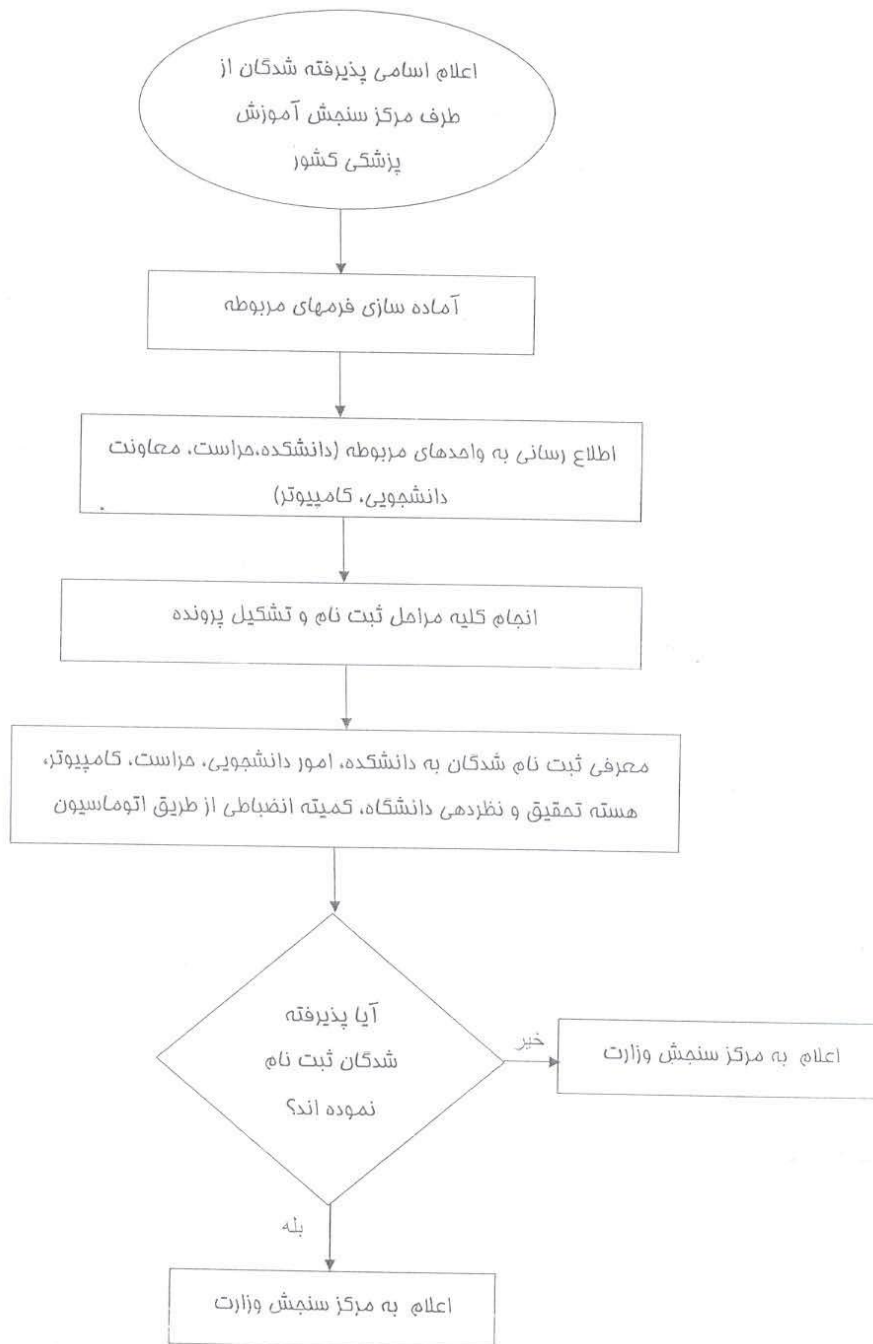 اعلام اسامی پذیرفته شدگان از
طرف مرکز سنجش آموزش
پزشکی کشور
آماده سازی فرمهای مربوطه
اطلاع رسانی به واحدهای مربوطه (دانشکده،حراست، معاونت
دانشجویی، کامپیوتر)
انجام کلیه مراحل ثبت نام و تشکیل پرونده
معرفی ثبت نام شدگان به دانشکده، امور دانشجویی، حراست، کامپیوتر،
هسته تحقیق و نظردهی دانشگاه، کمیته انضباطی از طریق اتوماسیون
آیا پذیرفته
شدگان ثبت نام
نموده اند؟
خیر
اعلام به مرکز سنجش وزارت
بله
اعلام به مرکز سنجش وزارت